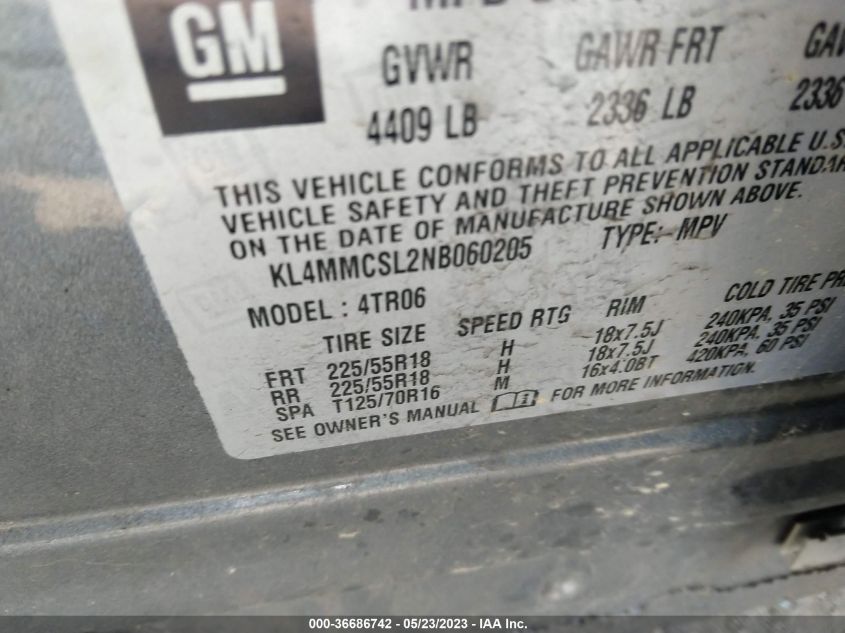 GM
GVWR GAWR FRT
4409 LB 2336 LB 2336
THIS VEHICLE CONFORMS TO ALL APPLICABLE U.S.
VEHICLE SAFETY AND THEFT PREVENTION
ON THE DATE OF MANUFACTURE SHOWN ABOVE.
KL4MMCSL2NB060205 TYPE: MPV
MODEL : 4TR06
TIRE SIZE SPEED RTG RIM COLD TIRE
FRT 225/55R18 H 18x7.5J 240KPA, 35 PSI
RR 225/55R18 H 18x7.5J 240KPA, 35 PSI
SPA T125/70R16 M 16x4.0BT 420KPA, 60 PSI
SEE OWNER'S MANUAL FOR MORE INFORMATION.
000-36686742 - 05/23/2023 - IAA Inc.